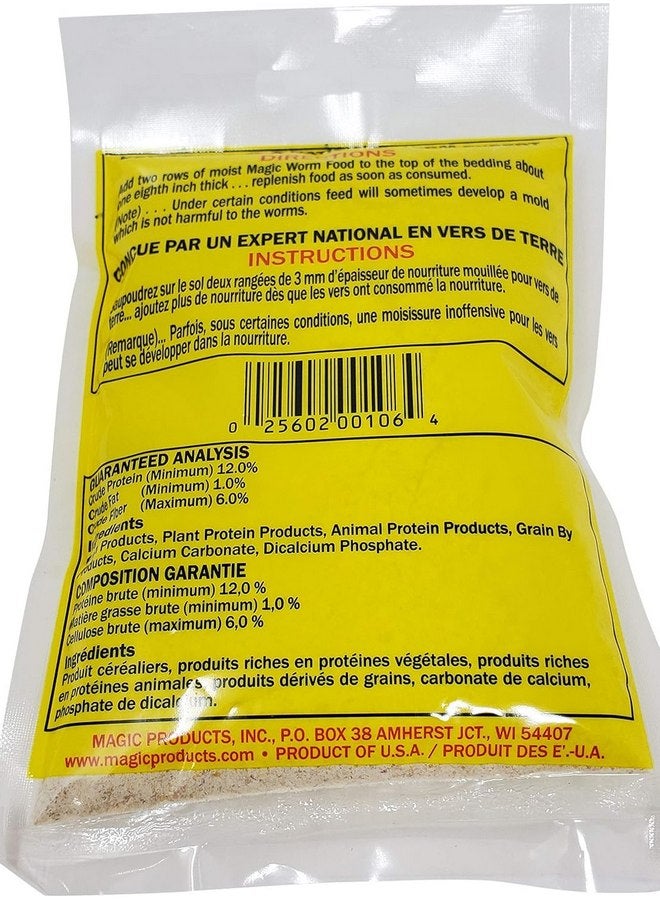 DIRECTIONS
Add two rows of moist Magic Worm Food to the top of the bedding about
one eighth inch thick . . . replenish food as soon as consumed.
(Note) . . . Under certain conditions feed will sometimes develop a mold
which is not harmful to the worms.
CONÇUE PAR UN EXPERT NATIONAL EN VERS DE TERRE
INSTRUCTIONS
Saupoudrez sur le sol deux rangées de 3 mm d'épaisseur de nourriture mouillée pour vers de
terre... ajoutez plus de nourriture dès que les vers ont consommé la nourriture.
(Remarque)... Parfois, sous certaines conditions, une moisissure inoffensive pour les vers
peut se développer dans la nourriture.
0 25602 00106 4
GUARANTEED ANALYSIS
Crude Protein (Minimum) 12.0%
Crude Fat (Minimum) 1.0%
Crude Fiber (Maximum) 6.0%
Ingredients
Products, Plant Protein Products, Animal Protein Products, Grain By
Products, Calcium Carbonate, Dicalcium Phosphate.
COMPOSITION GARANTIE
Protéine brute (minimum) 12,0 %
Matière grasse brute (minimum) 1,0 %
Cellulose brute (maximum) 6,0 %
Ingrédients
Produit céréaliers, produits riches en protéines végétales, produits riches
en protéines animales, produits dérivés de grains, carbonate de calcium,
phosphate de dicalcium.
MAGIC PRODUCTS, INC., P.O. BOX 38 AMHERST JCT., WI 54407
www.magicproducts.com • PRODUCT OF U.S.A. / PRODUIT DES E'.-U.A.